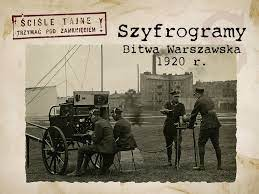 ŚCIŚLE TAJNE !
TRZYMAĆ POD ZAMKNIĘCIEM
Szyfrogramy
Bitwa Warszawska
1920 r.